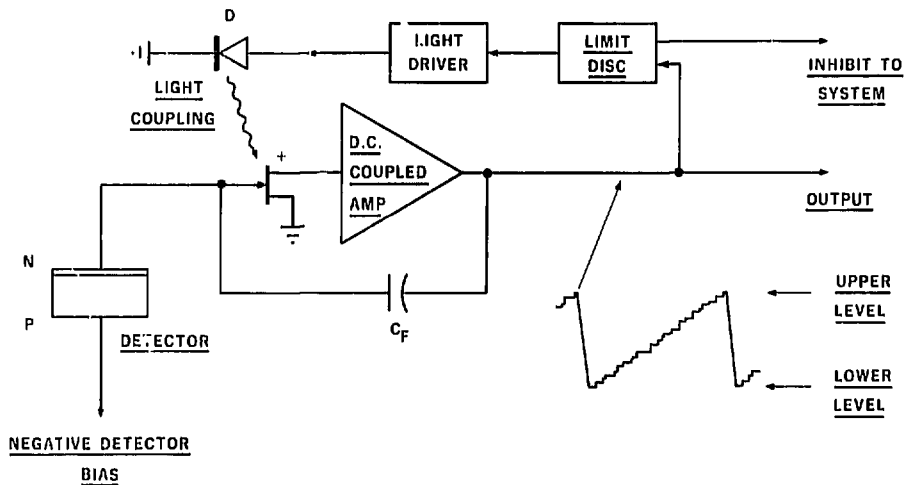 D
LIGHT
DRIVER
LIMIT
DISC
INHIBIT TO
SYSTEM
LIGHT
COUPLING
+
D.C.
COUPLED
AMP
OUTPUT
N
P
DETECTOR
CF
UPPER
LEVEL
LOWER
LEVEL
NEGATIVE DETECTOR
BIAS